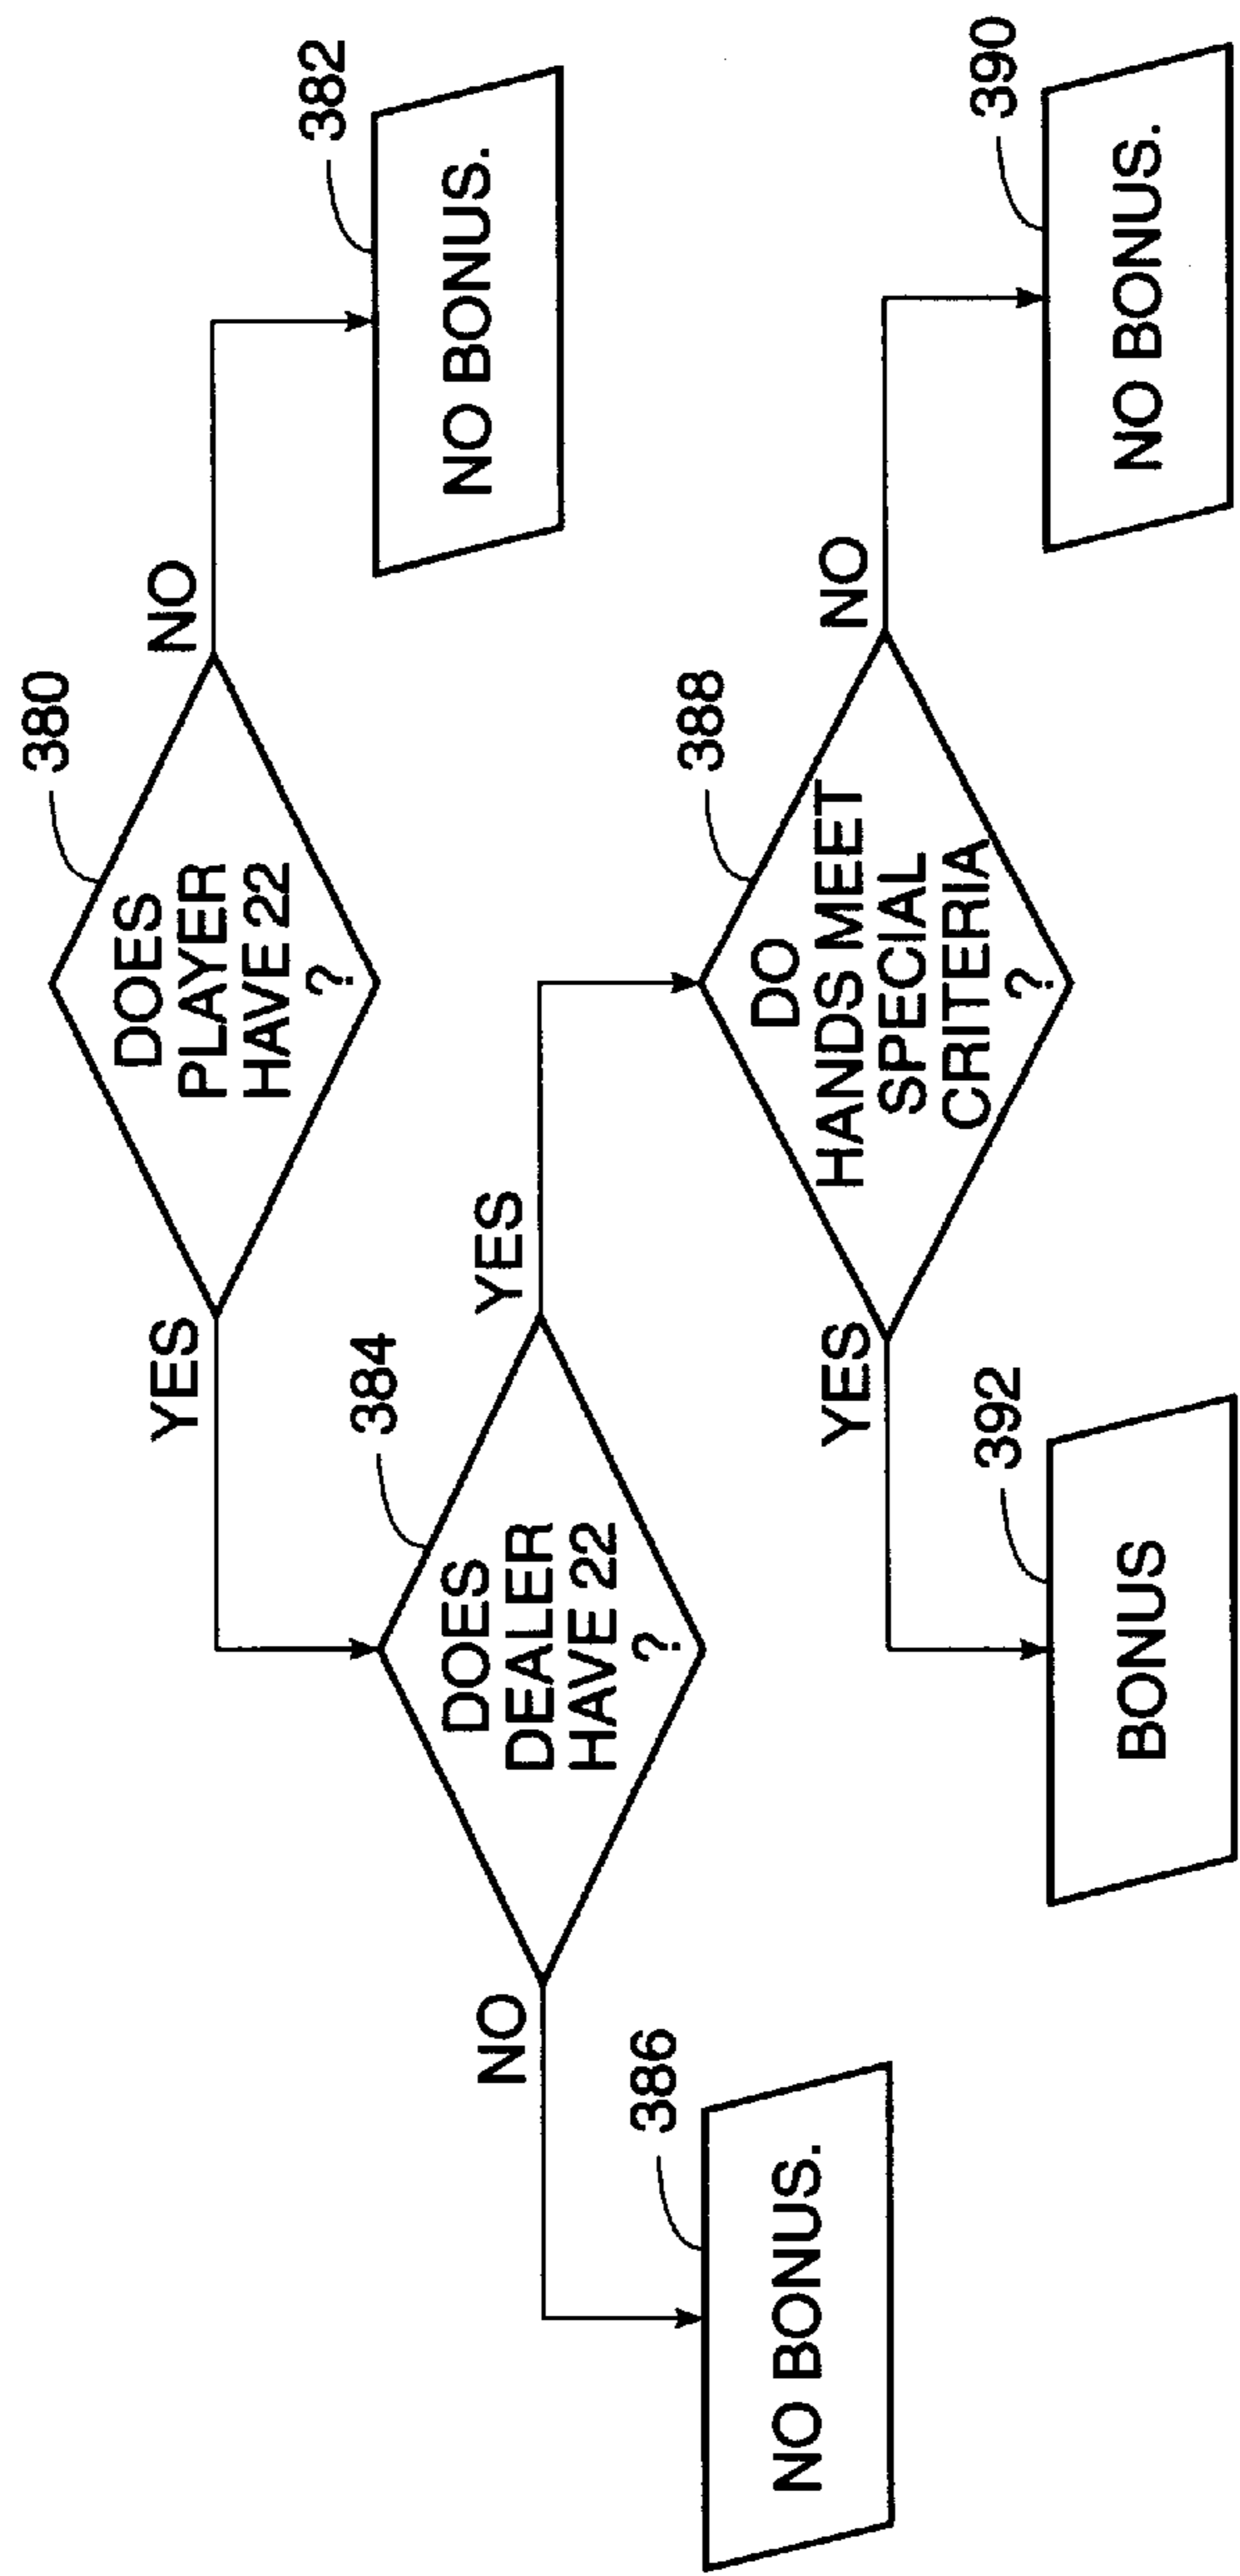 380
DOES
PLAYER
HAVE 22
?
YES
NO
382
NO BONUS.
384
DOES
DEALER
HAVE 22
?
NO
YES
386
NO BONUS.
388
DO
HANDS MEET
SPECIAL
CRITERIA
?
YES
NO
392
BONUS
390
NO BONUS.